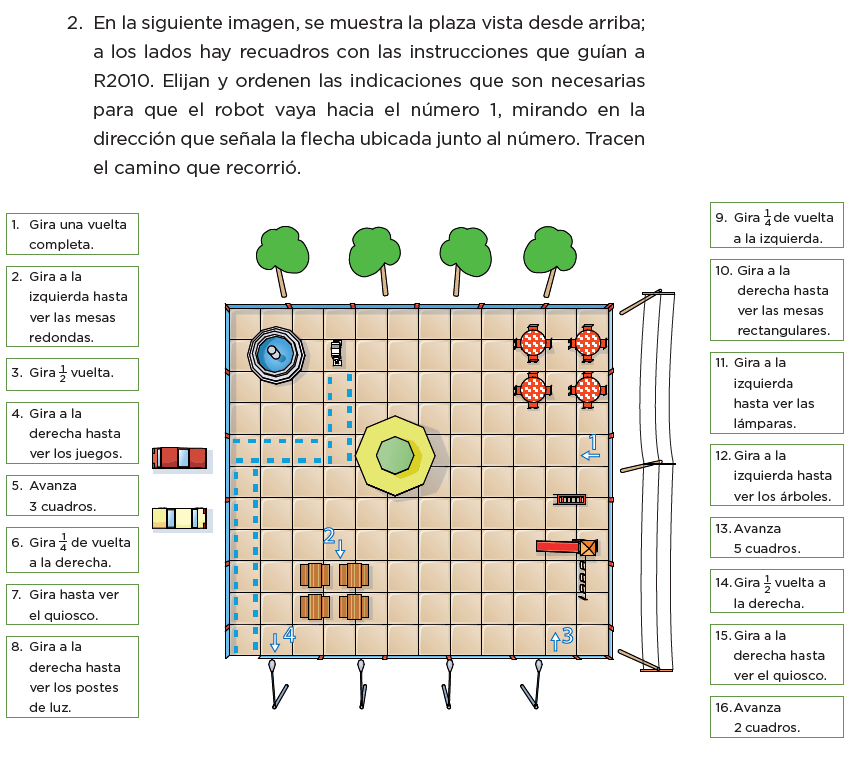 2. En la siguiente imagen, se muestra la plaza vista desde arriba;
a los lados hay recuadros con las instrucciones que guían a
R2010. Elijan y ordenen las indicaciones que son necesarias
para que el robot vaya hacia el número 1, mirando en la
dirección que señala la flecha ubicada junto al número. Tracen
el camino que recorrió.
1. Gira una vuelta
completa.
2. Gira a la
izquierda hasta
ver las mesas
redondas.
3. Gira 1/2 vuelta.
4. Gira a la
derecha hasta
ver los juegos.
5. Avanza
3 cuadros.
6. Gira 1/4 de vuelta
a la derecha.
7. Gira hasta ver
el quiosco.
8. Gira a la
derecha hasta
ver los postes
de luz.
1
2
3
4
9. Gira 1/4 de vuelta
a la izquierda.
10. Gira a la
derecha hasta
ver las mesas
rectangulares.
11. Gira a la
izquierda
hasta ver las
lámparas.
12. Gira a la
izquierda hasta
ver los árboles.
13. Avanza
5 cuadros.
14. Gira 1/2 vuelta a
la derecha.
15. Gira a la
derecha hasta
ver el quiosco.
16. Avanza
2 cuadros.